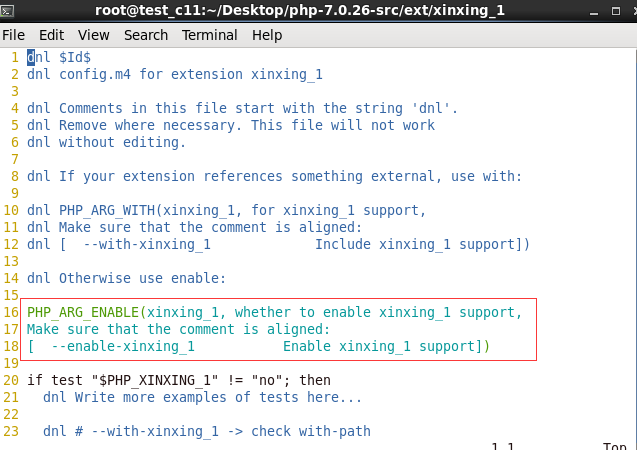 root@test_c11:~/Desktop/php-7.0.26-src/ext/xinxing_1
File Edit View Search Terminal Help
1 dnl $Id$
2 dnl config.m4 for extension xinxing_1
3
4 dnl Comments in this file start with the string 'dnl'.
5 dnl Remove where necessary. This file will not work
6 dnl without editing.
7
8 dnl If your extension references something external, use with:
9
10 dnl PHP_ARG_WITH(xinxing_1, for xinxing_1 support,
11 dnl Make sure that the comment is aligned:
12 dnl [  --with-xinxing_1             Include xinxing_1 support])
13
14 dnl Otherwise use enable:
15
16 PHP_ARG_ENABLE(xinxing_1, whether to enable xinxing_1 support,
17 Make sure that the comment is aligned:
18 [  --enable-xinxing_1           Enable xinxing_1 support])
19
20 if test "$PHP_XINXING_1" != "no"; then
21   dnl Write more examples of tests here...
22
23   dnl # --with-xinxing_1 -> check with-path
1,1 Top